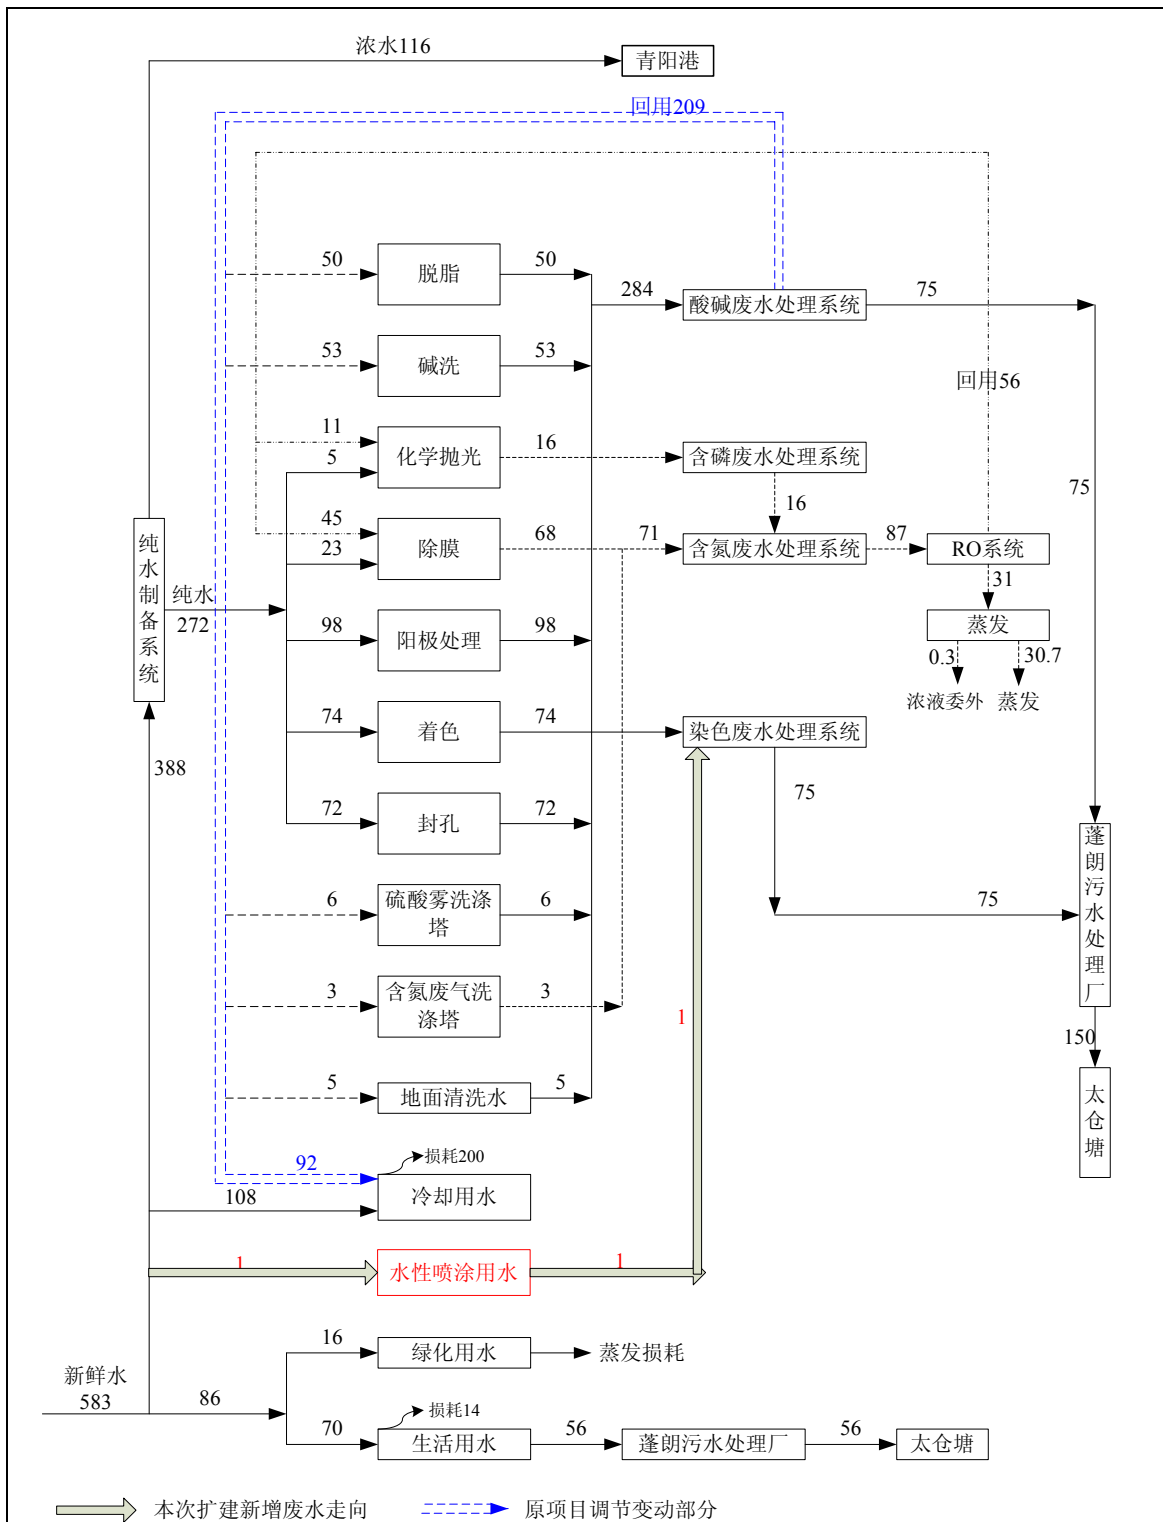 浓水116
青阳港
回用209
50
脱脂
50
284
酸碱废水处理系统
75
53
碱洗
53
回用56
11
5
化学抛光
16
含磷废水处理系统
16
75
纯水制备系统
纯水
272
45
23
除膜
68
71
含氮废水处理系统
87
RO系统
31
蒸发
0.3
30.7
浓液委外
蒸发
98
阳极处理
98
74
着色
74
染色废水处理系统
75
388
72
封孔
72
蓬朗污水处理厂
6
硫酸雾洗涤
塔
6
75
3
含氮废气洗
涤塔
3
1
150
5
地面清洗水
5
太仓塘
92
损耗200
108
冷却用水
1
水性喷涂用水
1
16
绿化用水
蒸发损耗
新鲜水
583
86
70
损耗14
生活用水
56
蓬朗污水处理厂
56
太仓塘
本次扩建新增废水走向
原项目调节变动部分